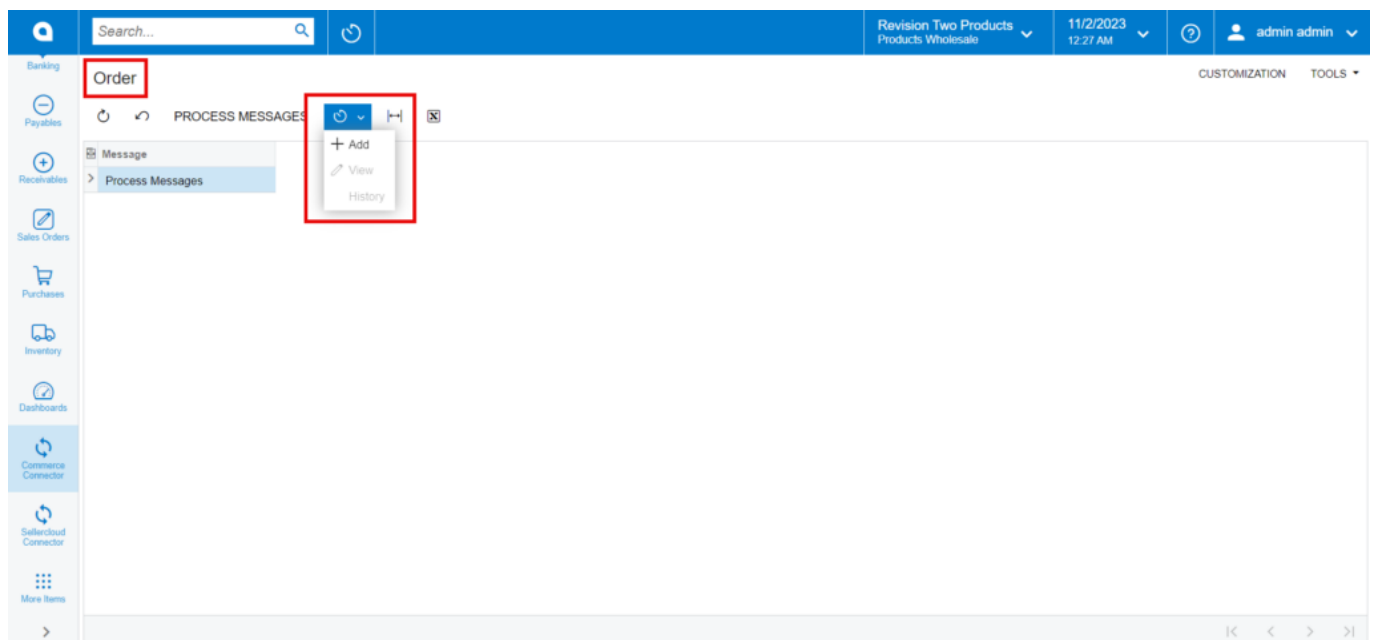 Search...
Revision Two Products
Products Wholesale
11/2/2023
12:27 AM
admin admin
Banking
Payables
Receivables
Sales Orders
Purchases
Inventory
Dashboards
Commerce
Connector
Sellercloud
Connector
More Items
Order
CUSTOMIZATION TOOLS
PROCESS MESSAGES
Add
View
History
Message
Process Messages